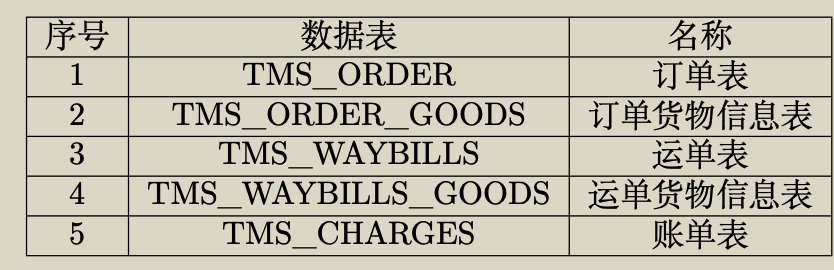 序号 数据表 名称
1 TMS_ORDER 订单表
2 TMS_ORDER_GOODS 订单货物信息表
3 TMS_WAYBILLS 运单表
4 TMS_WAYBILLS_GOODS 运单货物信息表
5 TMS_CHARGES 账单表